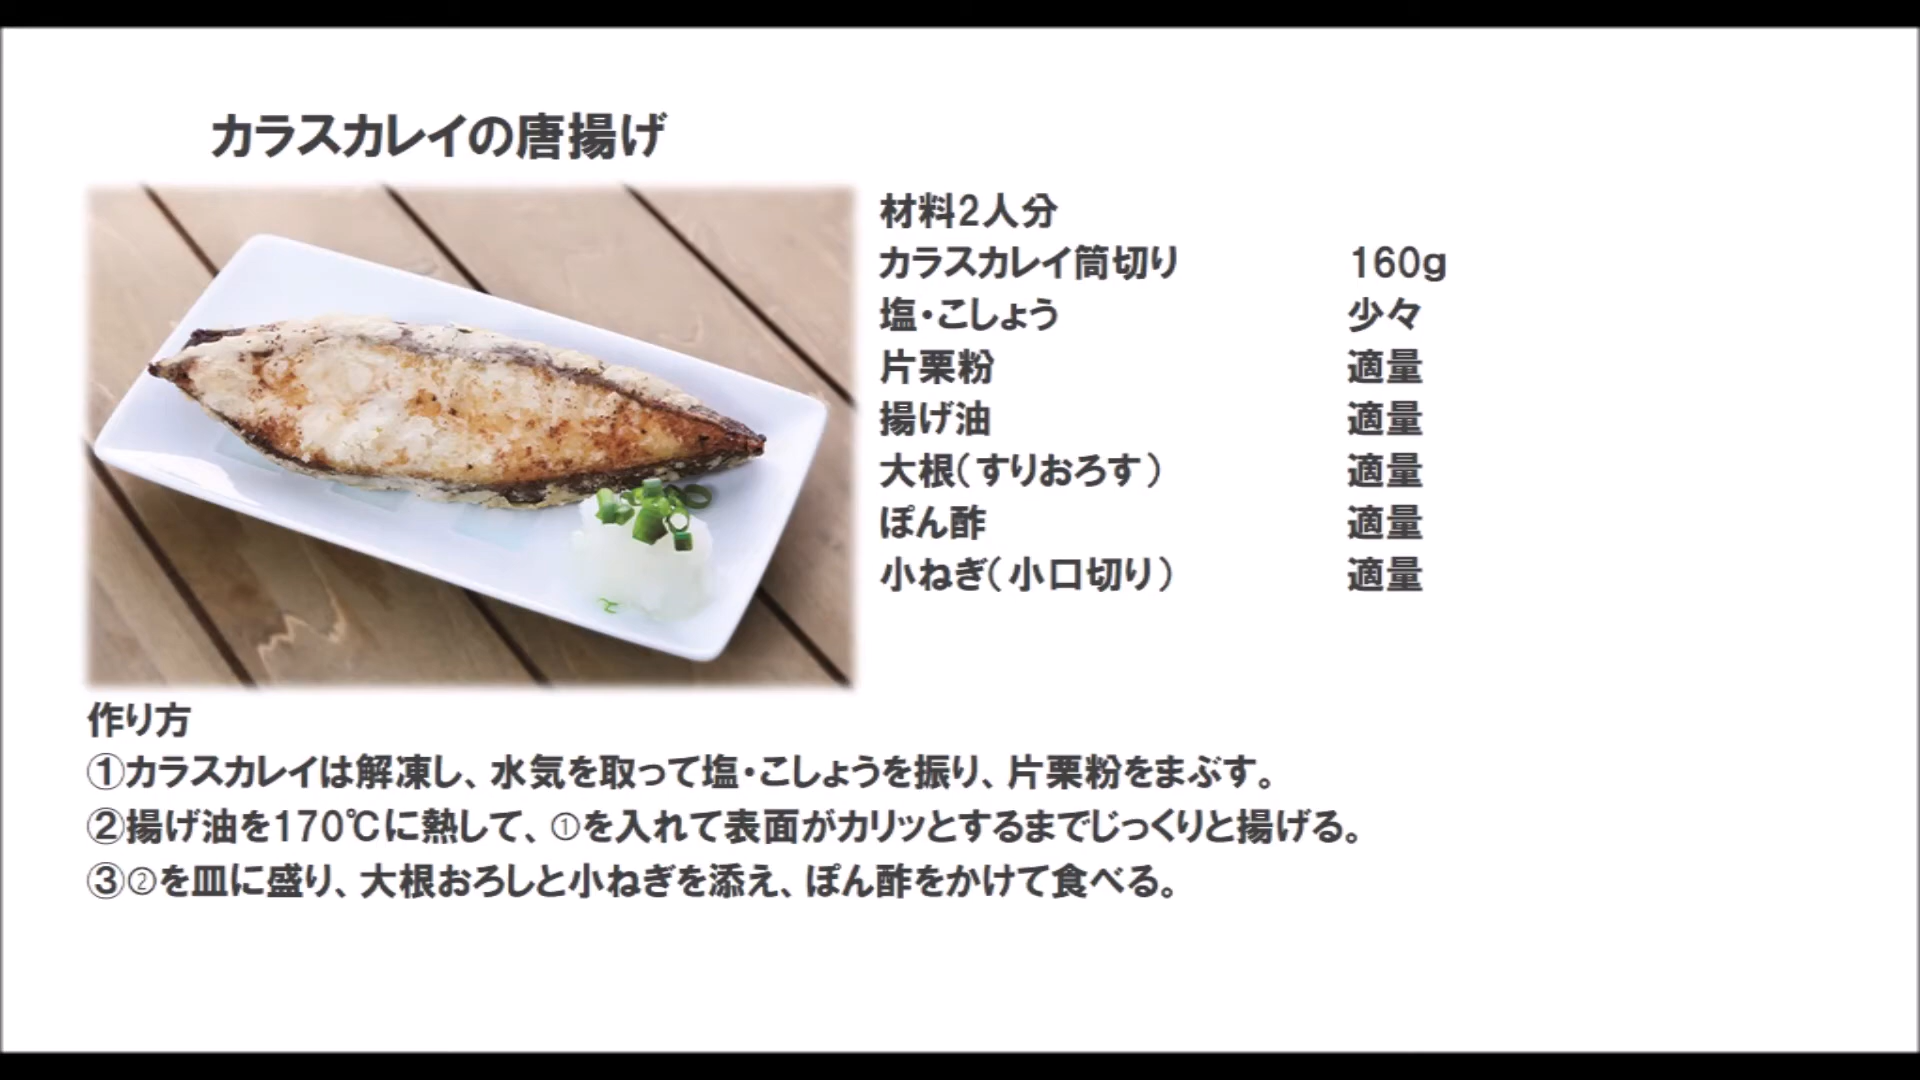 カラスカレイの唐揚げ
材料2人分
カラスカレイ筒切り 160g
塩・こしょう 少々
片栗粉 適量
揚げ油 適量
大根(すりおろす) 適量
ぽん酢 適量
小ねぎ(小口切り) 適量
作り方
①カラスカレイは解凍し、水気を取って塩・こしょうを振り、片栗粉をまぶす。
②揚げ油を170℃に熱して、①を入れて表面がカリッとするまでじっくりと揚げる。
③②を皿に盛り、大根おろしと小ねぎを添え、ぽん酢をかけて食べる。